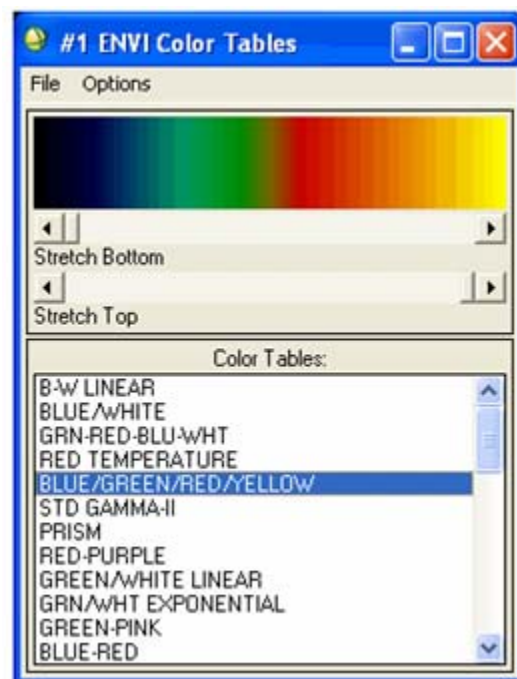 #1 ENVI Color Tables
File Options
Stretch Bottom
Stretch Top
Color Tables:
B-W LINEAR
BLUE/WHITE
GRN-RED-BLU-WHT
RED TEMPERATURE
BLUE/GREEN/RED/YELLOW
STD GAMMA-II
PRISM
RED-PURPLE
GREEN/WHITE LINEAR
GRN/WHT EXPONENTIAL
GREEN-PINK
BLUE-RED